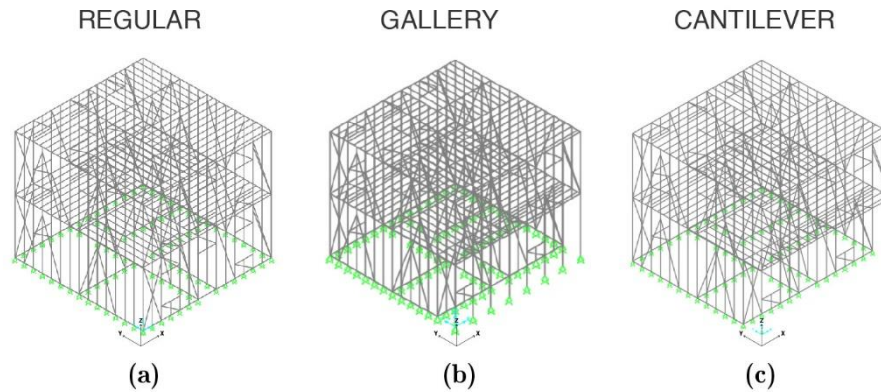 REGULAR GALLERY CANTILEVER
Z Z Z
Y X Y X Y X
(a) (b) (c)